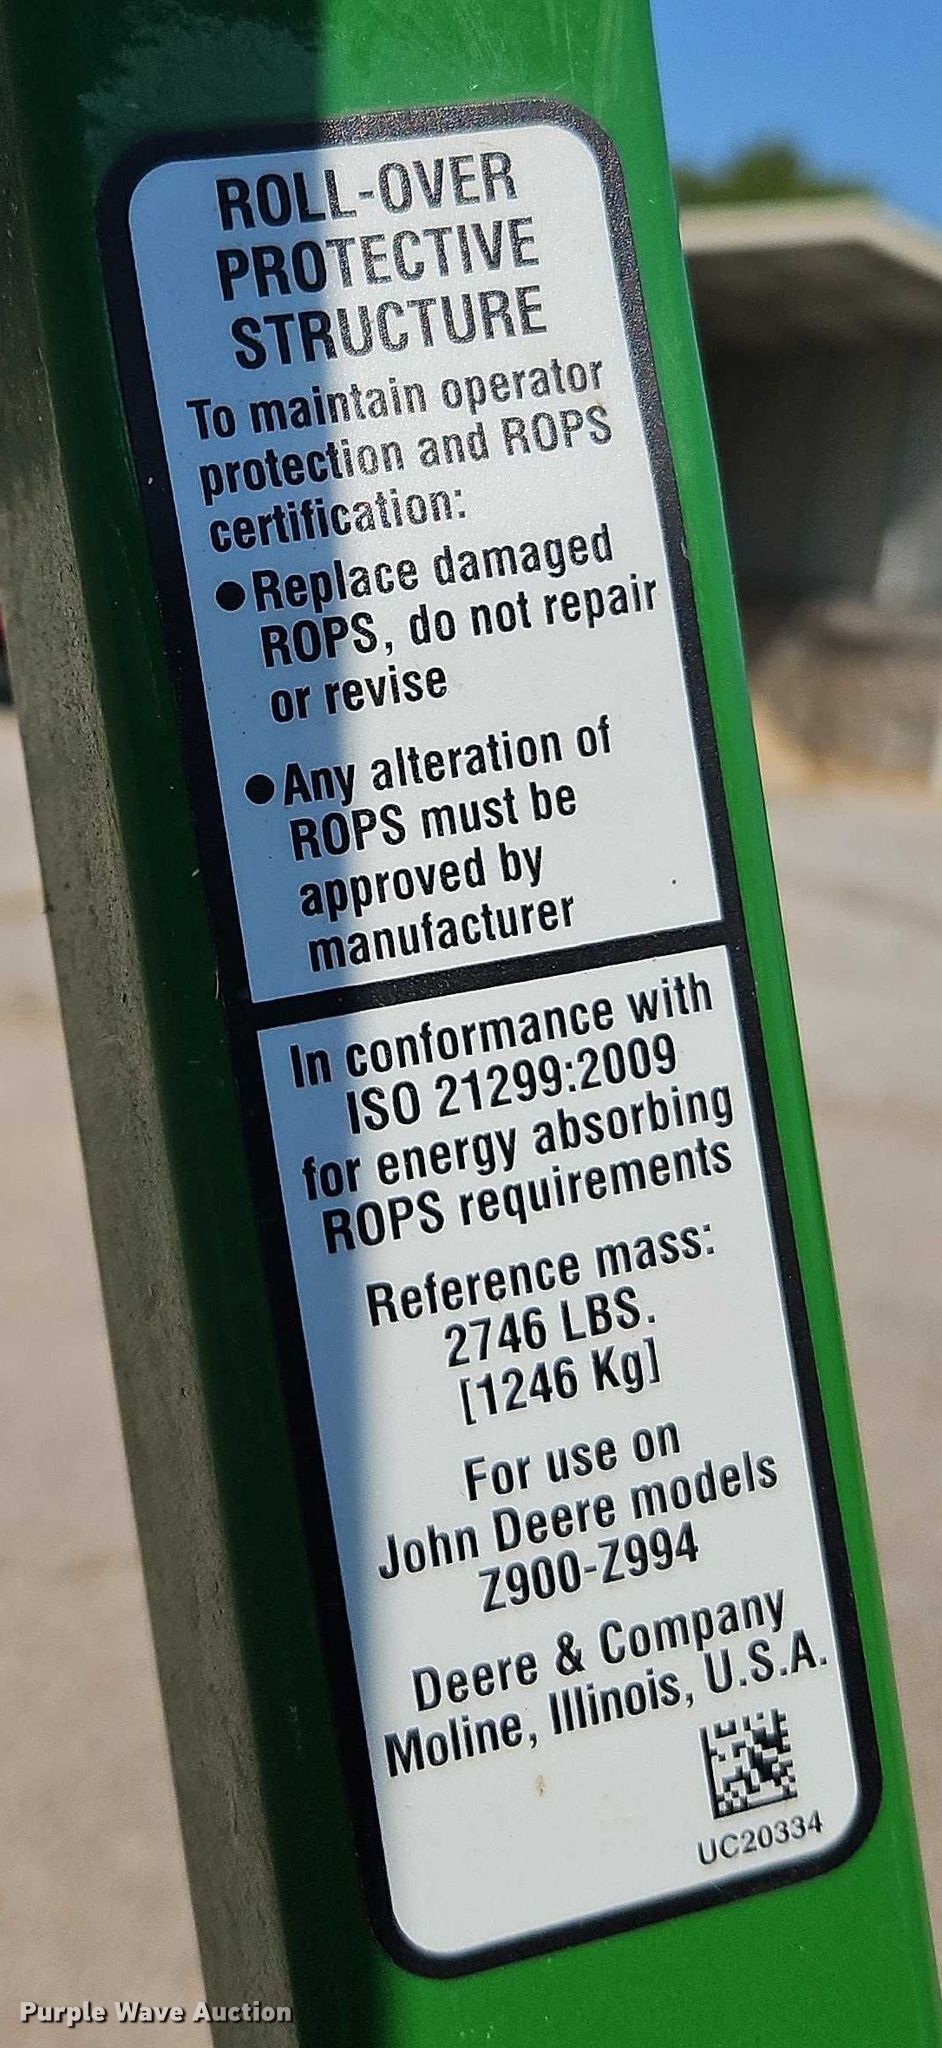 ROLL-OVER
PROTECTIVE
STRUCTURE
To maintain operator
protection and ROPS
certification:
●Replace damaged
ROPS, do not repair
or revise
●Any alteration of
ROPS must be
approved by
manufacturer
In conformance with
ISO 21299:2009
for energy absorbing
ROPS requirements
Reference mass:
2746 LBS.
[1246 Kg]
For use on
John Deere models
Z900-Z994
Deere & Company
Moline, Illinois, U.S.A.
UC20334
Purple Wave Auction